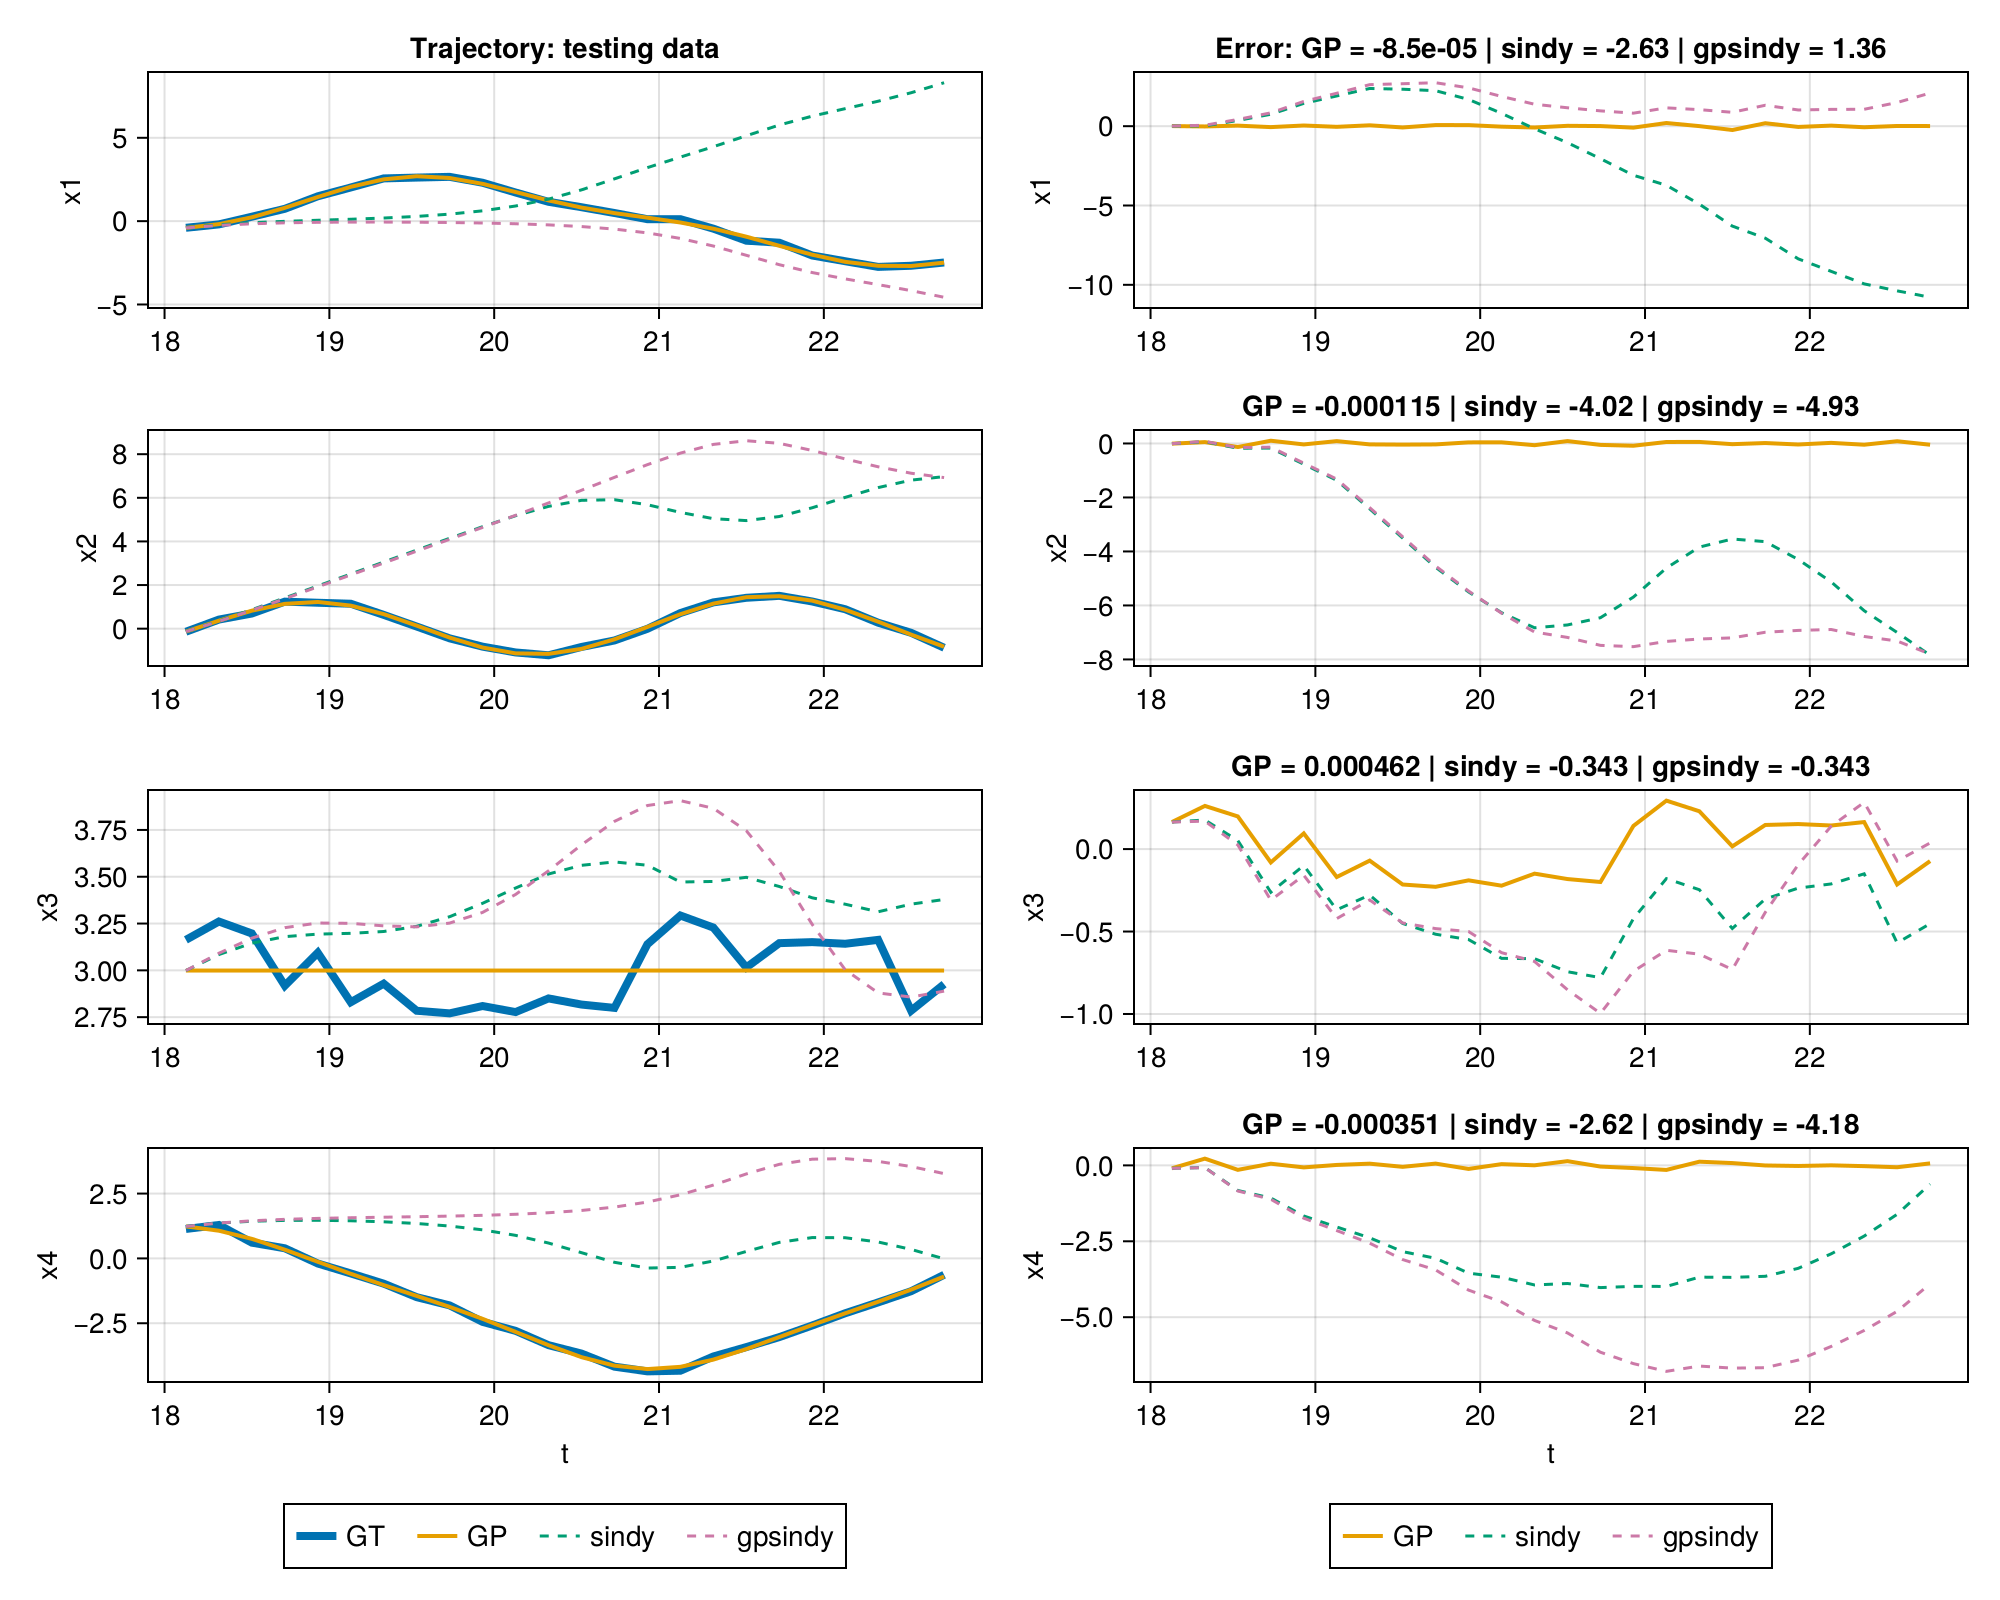 Trajectory: testing data
x1
5
0
−5
18 19 20 21 22
Error: GP = -8.5e-05 | sindy = -2.63 | gpsindy = 1.36
x1
0
−5
−10
18 19 20 21 22
x2
8
6
4
2
0
18 19 20 21 22
GP = -0.000115 | sindy = -4.02 | gpsindy = -4.93
x2
0
−2
−4
−6
−8
18 19 20 21 22
x3
3.75
3.50
3.25
3.00
2.75
18 19 20 21 22
GP = 0.000462 | sindy = -0.343 | gpsindy = -0.343
x3
0.0
−0.5
−1.0
18 19 20 21 22
x4
2.5
0.0
−2.5
18 19 20 21 22
t
GP = -0.000351 | sindy = -2.62 | gpsindy = -4.18
x4
0.0
−2.5
−5.0
18 19 20 21 22
t
GT GP sindy gpsindy
GP sindy gpsindy